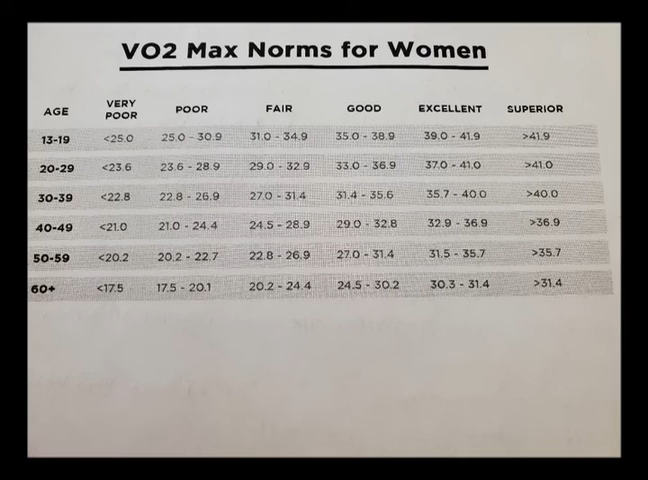 VO2 Max Norms for Women
AGE VERY POOR POOR FAIR GOOD EXCELLENT SUPERIOR
13-19 <25.0 25.0 - 30.9 31.0 - 34.9 35.0 - 38.9 39.0 - 41.9 >41.9
20-29 <23.6 23.6 - 28.9 29.0 - 32.9 33.0 - 36.9 37.0 - 41.0 >41.0
30-39 <22.8 22.8 - 26.9 27.0 - 31.4 31.4 - 35.6 35.7 - 40.0 >40.0
40-49 <21.0 21.0 - 24.4 24.5 - 28.9 29.0 - 32.8 32.9 - 36.9 >36.9
50-59 <20.2 20.2 - 22.7 22.8 - 26.9 27.0 - 31.4 31.5 - 35.7 >35.7
60+ <17.5 17.5 - 20.1 20.2 - 24.4 24.5 - 30.2 30.3 - 31.4 >31.4